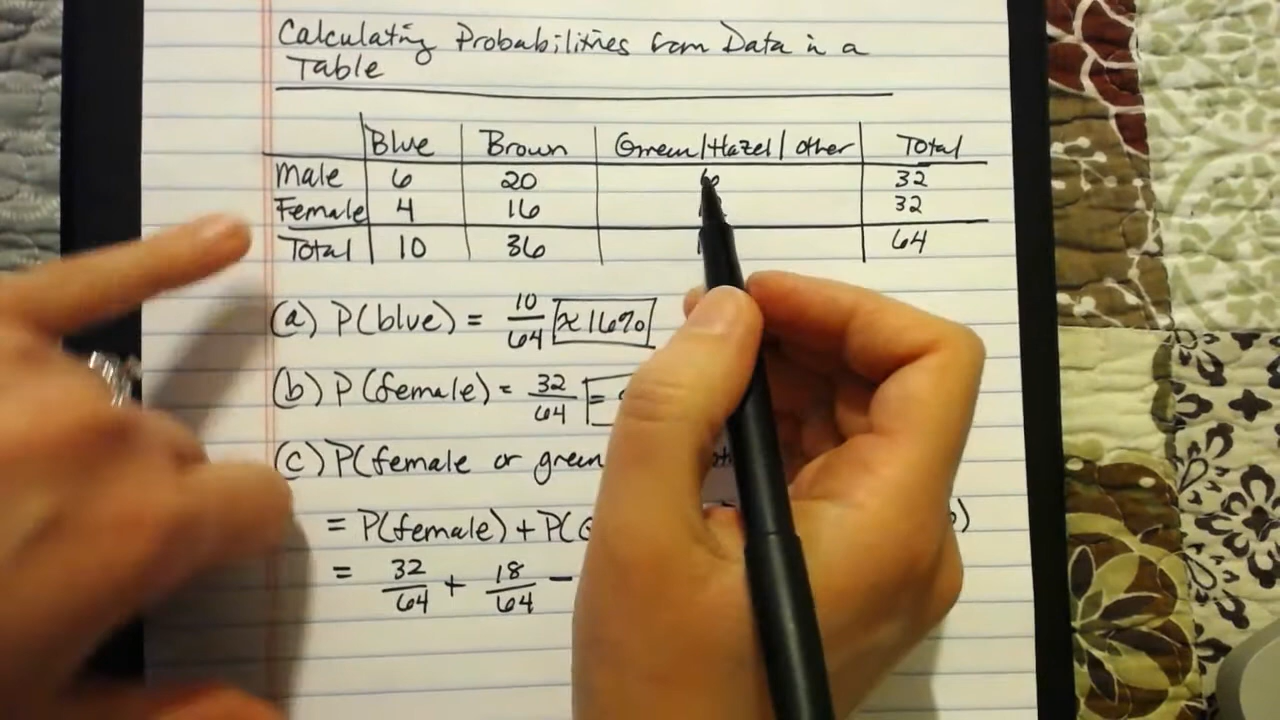 Calculating Probabilities from Data in a
Table
Blue Brown Green/Hazel/other Total
Male 6 20 6 32
Female 4 16 32
Total 10 36 64
(a) P(blue) = 10/64 ≈16%
(b) P(female) = 32/64 =
(c) P(female or green
= P(female) + P(G
= 32/64 + 18/64 −